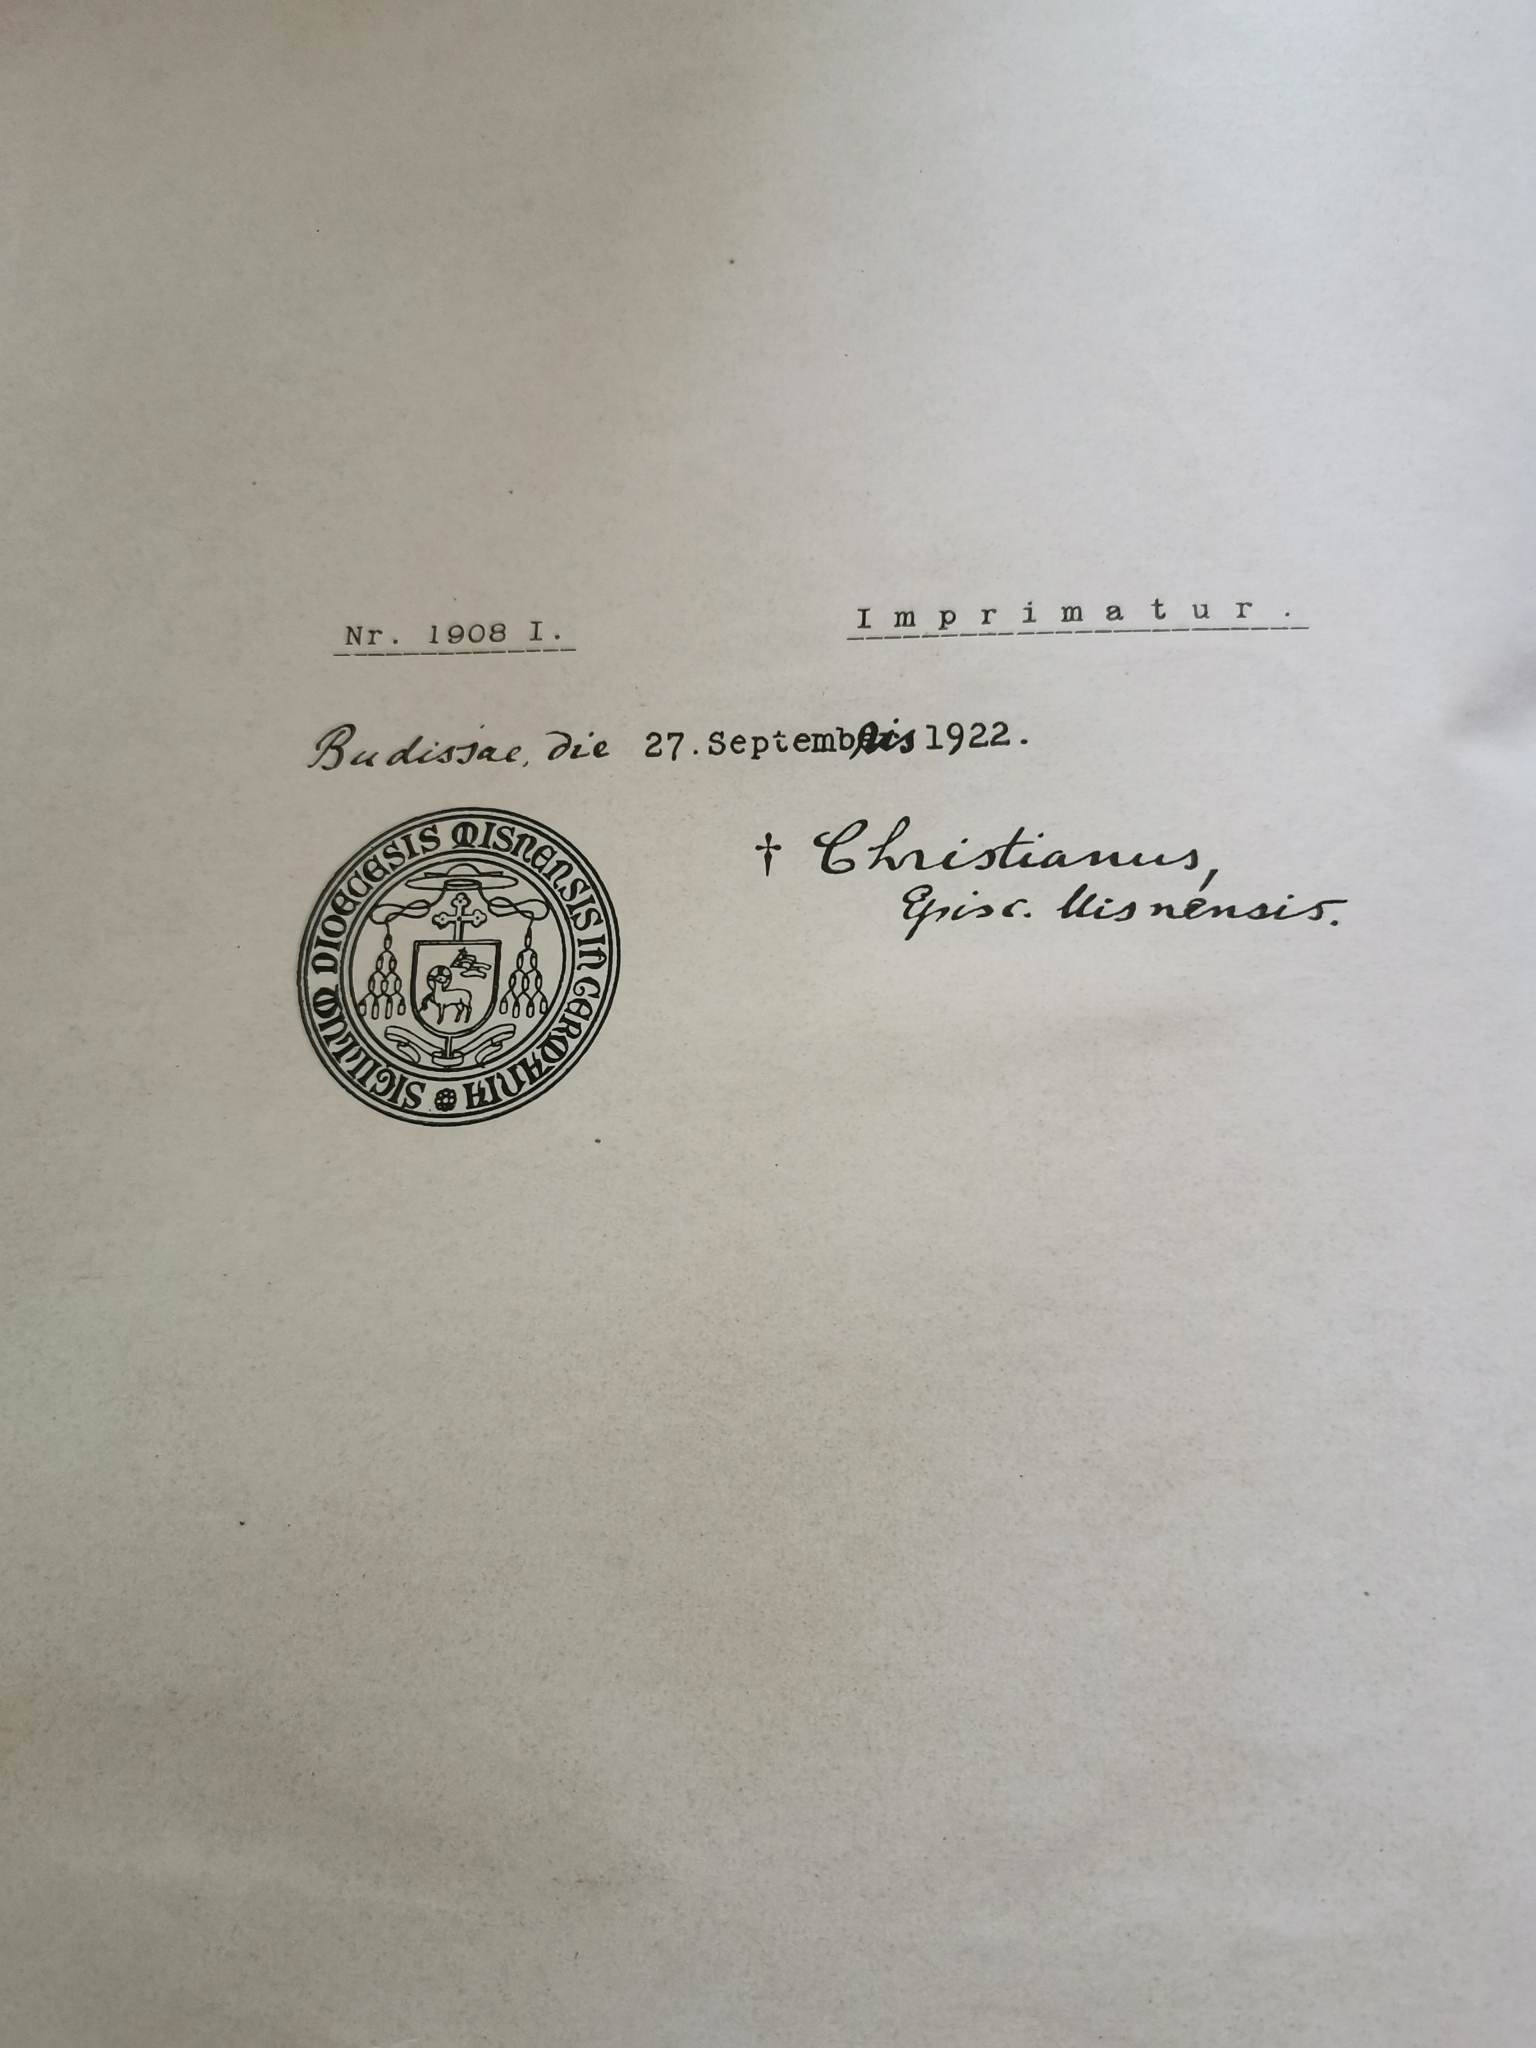 Nr. 1908 I.
Imprimatur.
Budissae, die 27. Septembris 1922.
† Christianus,
Episc. Misnensis.
SIGILLUM DIOECESIS MISNENSIS IN GERMANIA